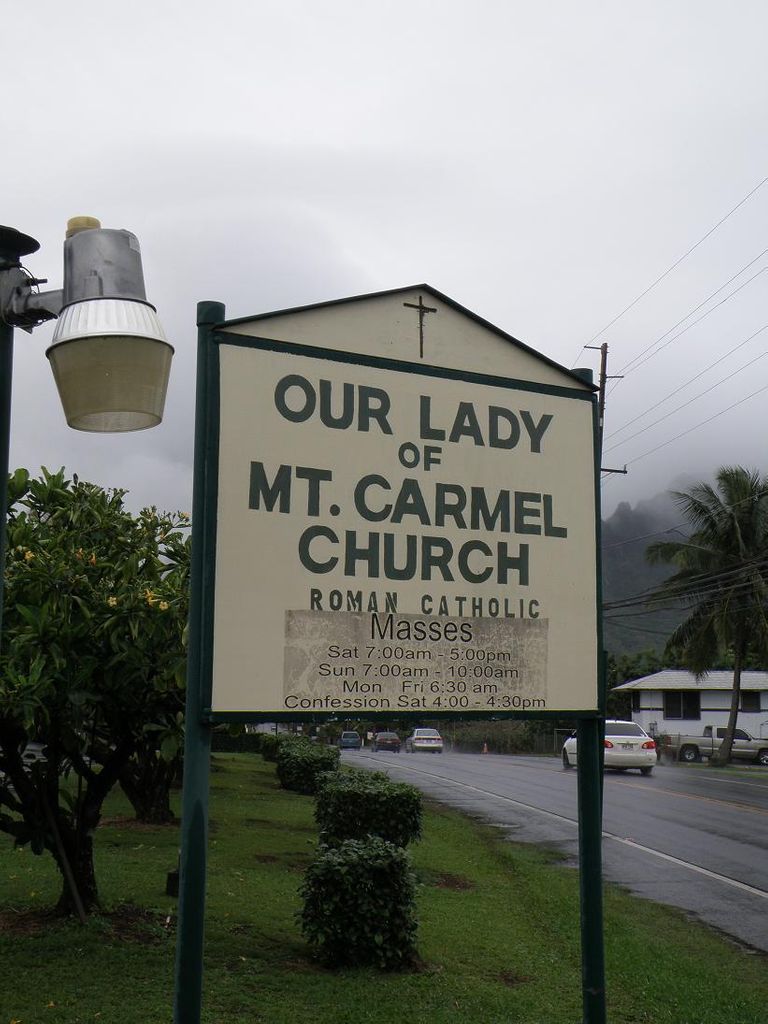 OUR LADY
OF
MT. CARMEL
CHURCH
ROMAN CATHOLIC
Masses
Sat 7:00am - 5:00pm
Sun 7:00am - 10:00am
Mon Fri 6:30 am
Confession Sat 4:00 - 4:30pm